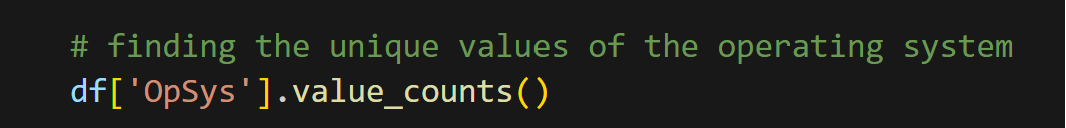 # finding the unique values of the operating system
df['OpSys'].value_counts()